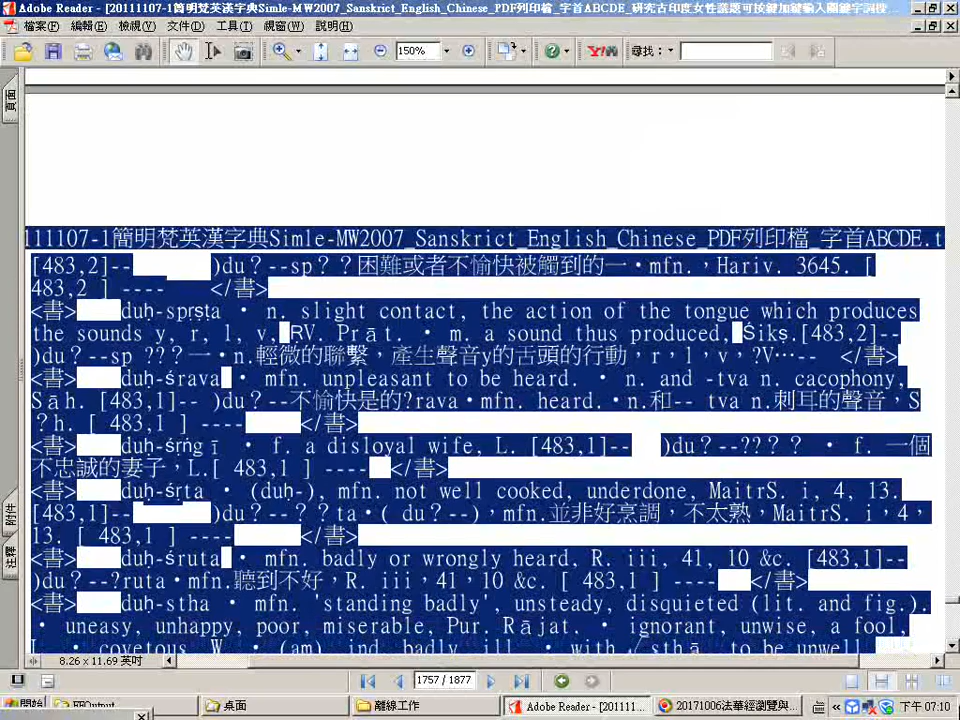 Adobe Reader - [20111107-1簡明梵英漢字典Simle-MW2007_Sanskrict_English_Chinese_PDF列印檔_字首ABCDE_研究古印度女性議題可按鍵加鍵輸入關鍵字詞搜
檔案(F) 編輯(E) 檢視(V) 文件(D) 工具(T) 視窗(W) 說明(H)
150% Y! 尋找:
頁面
111107-1簡明梵英漢字典Simle-MW2007_Sanskrict_English_Chinese_PDF列印檔_字首ABCDE.t
[483,2]-- )du？--sp？？困難或者不愉快被觸到的一‧mfn.，Hariv. 3645. [
483,2 ] ---- </書>
<書> duḥ-spṛṣṭa ‧ n. slight contact, the action of the tongue which produces
the sounds y, r, l, v, ṚV. Prāt. ‧ m. a sound thus produced, Śikṣ.[483,2]--
)du？--sp ???一‧n.輕微的聯繫，產生聲音y的舌頭的行動，r，l，v，?V…-- </書>
<書> duḥ-śrava ‧ mfn. unpleasant to be heard. ‧ n. and -tva n. cacophony,
Sāh. [483,1]-- )du？--不愉快是的?rava‧mfn. heard.‧n.和-- tva n.刺耳的聲音，S
？h. [ 483,1 ] ---- </書>
<書> duḥ-śṛṅgī ‧ f. a disloyal wife, L. [483,1]-- )du？--??？？ ‧ f. 一個
不忠誠的妻子，L.[ 483,1 ] ---- </書>
<書> duḥ-śṛta ‧ (duḥ-), mfn. not well cooked, underdone, MaitrS. i, 4, 13.
[483,1]-- )du？--？？ta‧( du？--)，mfn.並非好烹調，不太熟，MaitrS. i，4，
13. [ 483,1 ] ---- </書>
<書> duḥ-śruta ‧ mfn. badly or wrongly heard, R. iii, 41, 10 &c. [483,1]--
)du？--?ruta‧mfn.聽到不好，R. iii，41，10 &c. [ 483,1 ] ---- </書>
<書> duḥ-stha ‧ mfn. 'standing badly', unsteady, disquieted (lit. and fig.).
‧ uneasy, unhappy, poor, miserable, Pur. Rājat. ‧ ignorant, unwise, a fool,
L. ‧ covetous, W. ‧ (am) ind. badly, ill. ‧ with √sthā, to be unwell
附件
註釋
8.26 x 11.69 英吋
1757 / 1877
開始 EEOutput 桌面 離線工作 Adobe Reader - [201111... 20171006法華經瀏覽與... 下午 07:10